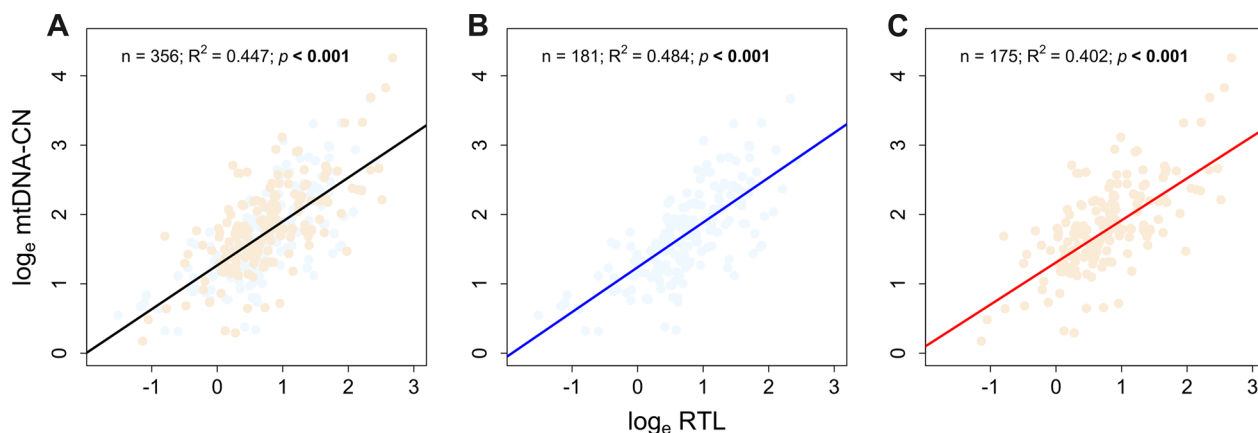 A
B
C
n = 356; R² = 0.447; p < 0.001
n = 181; R² = 0.484; p < 0.001
n = 175; R² = 0.402; p < 0.001
logₑ mtDNA-CN
4
3
2
1
0
-1 0 1 2 3
-1 0 1 2 3
4
3
2
1
0
-1 0 1 2 3
4
3
2
1
0
logₑ RTL